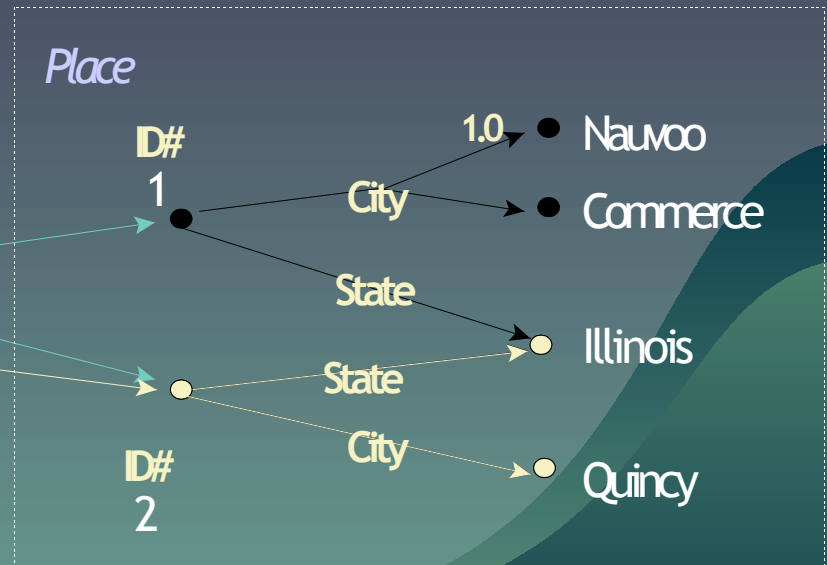 Place
ID#
1
1.0
Nauvoo
City
Commerce
State
Illinois
State
City
ID#
2
Quincy